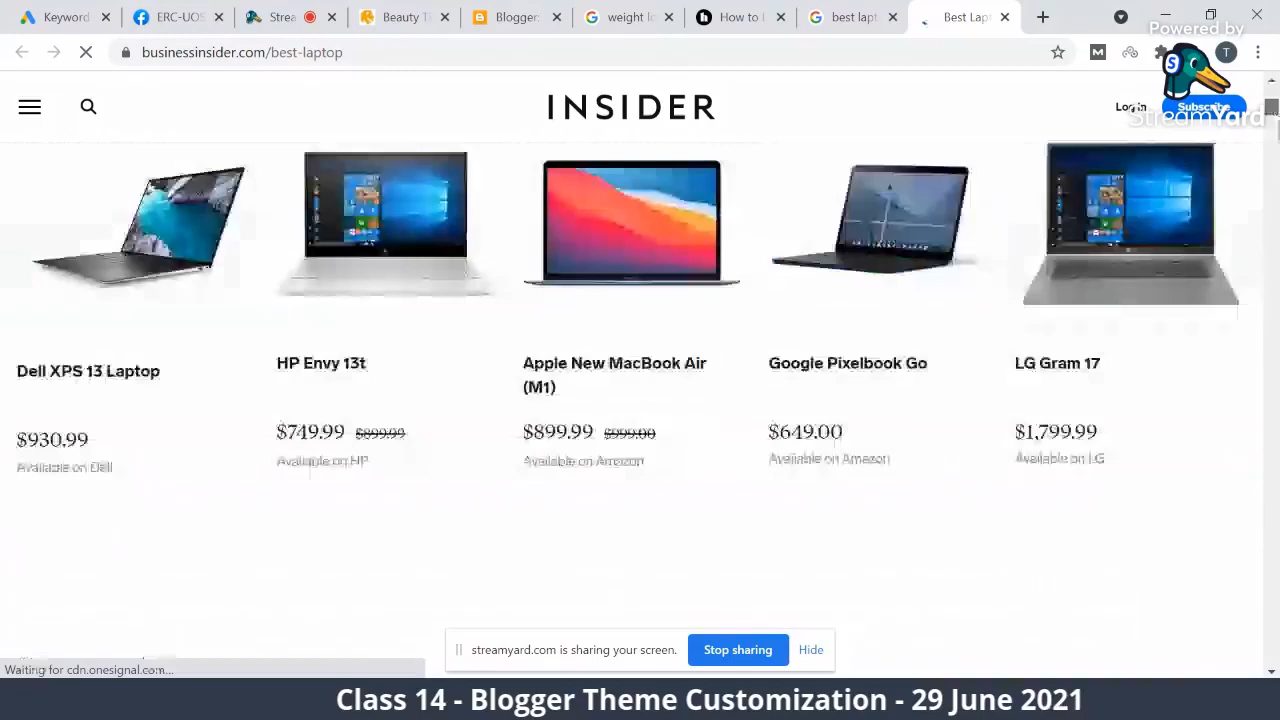 Keyword
ERC-UOS
Strea
Beauty Ti
Blogger:
weight lo
How to L
best lapt
Best Lapt
businessinsider.com/best-laptop
Powered by
INSIDER
Log in
Subscribe
StreamYard
Dell XPS 13 Laptop
HP Envy 13t
Apple New MacBook Air
(M1)
Google Pixelbook Go
LG Gram 17
$930.99
$749.99 $899.99
$899.99 $999.00
$649.00
$1,799.99
Available on Dell
Available on HP
Available on Amazon
Available on Amazon
Available on LG
streamyard.com is sharing your screen.
Stop sharing
Hide
Waiting for cdn.onesignal.com...
Class 14 - Blogger Theme Customization - 29 June 2021